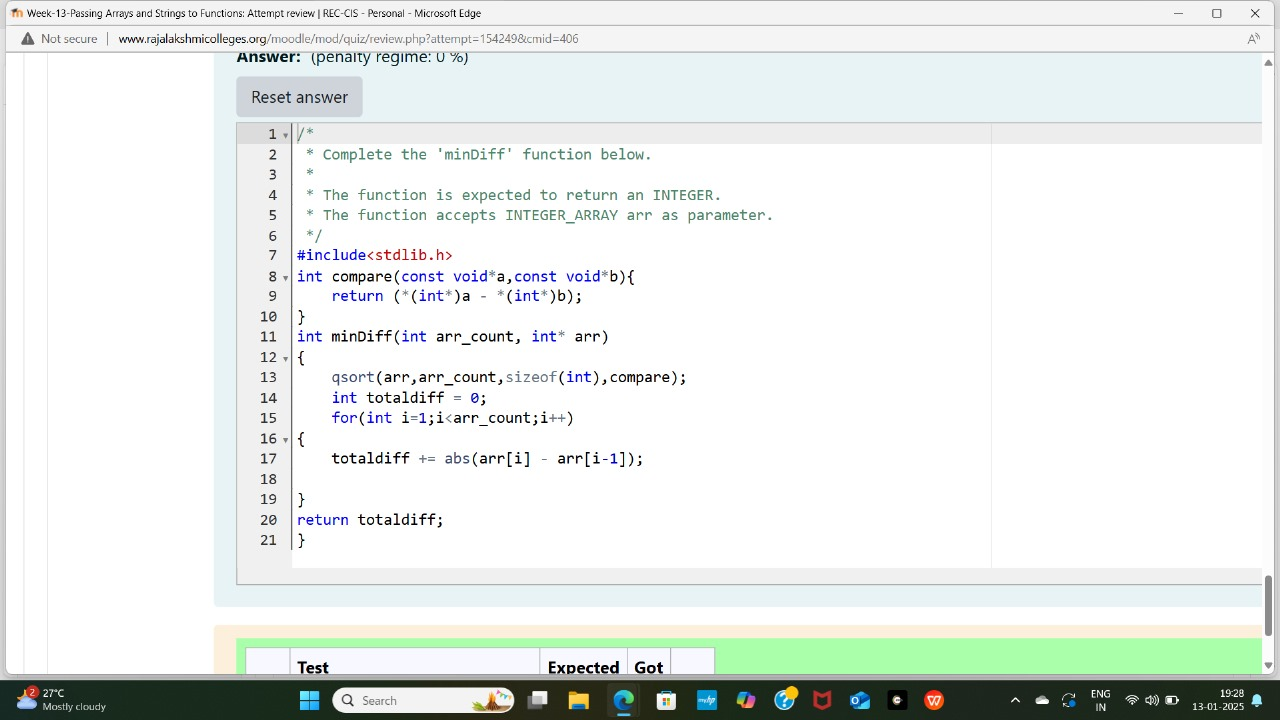 Week-13-Passing Arrays and Strings to Functions: Attempt review | REC-CIS - Personal - Microsoft Edge
Not secure www.rajalakshmicolleges.org/moodle/mod/quiz/review.php?attempt=154249&cmid=406
Answer: (penalty regime: 0 %)
Reset answer
1 /*
2 * Complete the 'minDiff' function below.
3 *
4 * The function is expected to return an INTEGER.
5 * The function accepts INTEGER_ARRAY arr as parameter.
6 */
7 #include<stdlib.h>
8 int compare(const void*a,const void*b){
9 return (*(int*)a - *(int*)b);
10 }
11 int minDiff(int arr_count, int* arr)
12 {
13 qsort(arr,arr_count,sizeof(int),compare);
14 int totaldiff = 0;
15 for(int i=1;i<arr_count;i++)
16 {
17 totaldiff += abs(arr[i] - arr[i-1]);
18
19 }
20 return totaldiff;
21 }
Test Expected Got
2 27°C
Mostly cloudy
Search
ENG
IN
19:28
13-01-2025